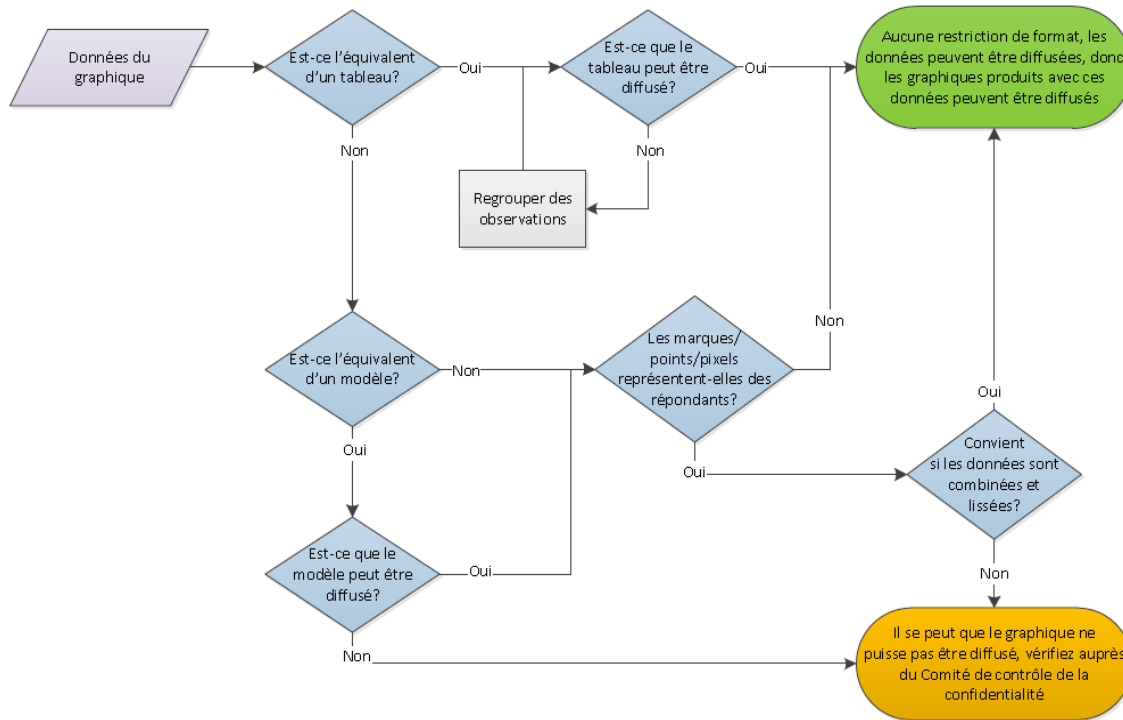 Données du
graphique
Est-ce l'équivalent
d'un tableau?
Oui
Est-ce que le
tableau peut être
diffusé?
Oui
Aucune restriction de format, les
données peuvent être diffusées, donc
les graphiques produits avec ces
données peuvent être diffusés
Non
Non
Regrouper des
observations
Est-ce l'équivalent
d'un modèle?
Non
Les marques/
points/pixels
représentent-elles des
répondants?
Non
Oui
Oui
Oui
Convient
si les données sont
combinées et
lissées?
Est-ce que le
modèle peut être
diffusé?
Oui
Non
Non
Il se peut que le graphique ne
puisse pas être diffusé, vérifiez auprès
du Comité de contrôle de la
confidentialité